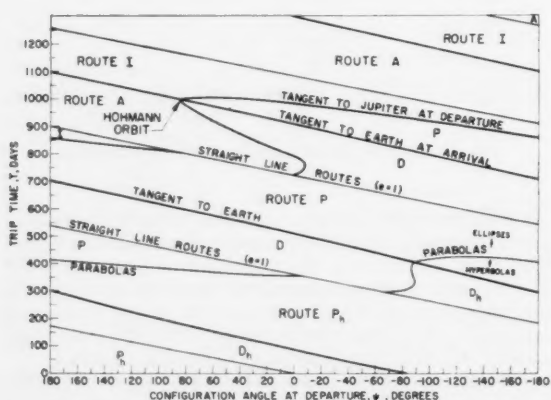 ROUTE I
ROUTE A
ROUTE I
A
ROUTE A
HOHMANN
ORBIT
TANGENT TO JUPITER AT DEPARTURE
P
TANGENT TO EARTH AT ARRIVAL
D
STRAIGHT LINE ROUTES (e=1)
ROUTE P
TANGENT TO EARTH
STRAIGHT LINE ROUTES (e=1)
P
D
PARABOLAS
ELLIPSES
HYPERBOLAS
PARABOLAS
Dh
ROUTE Ph
Ph
Dh
1200
1100
1000
900
800
700
600
500
400
300
200
100
0
TRIP TIME, T, DAYS
180 160 140 120 100 80 60 40 20 0 -20 -40 -60 -80 -100 -120 -140 -160 -180
CONFIGURATION ANGLE AT DEPARTURE, ψ, DEGREES